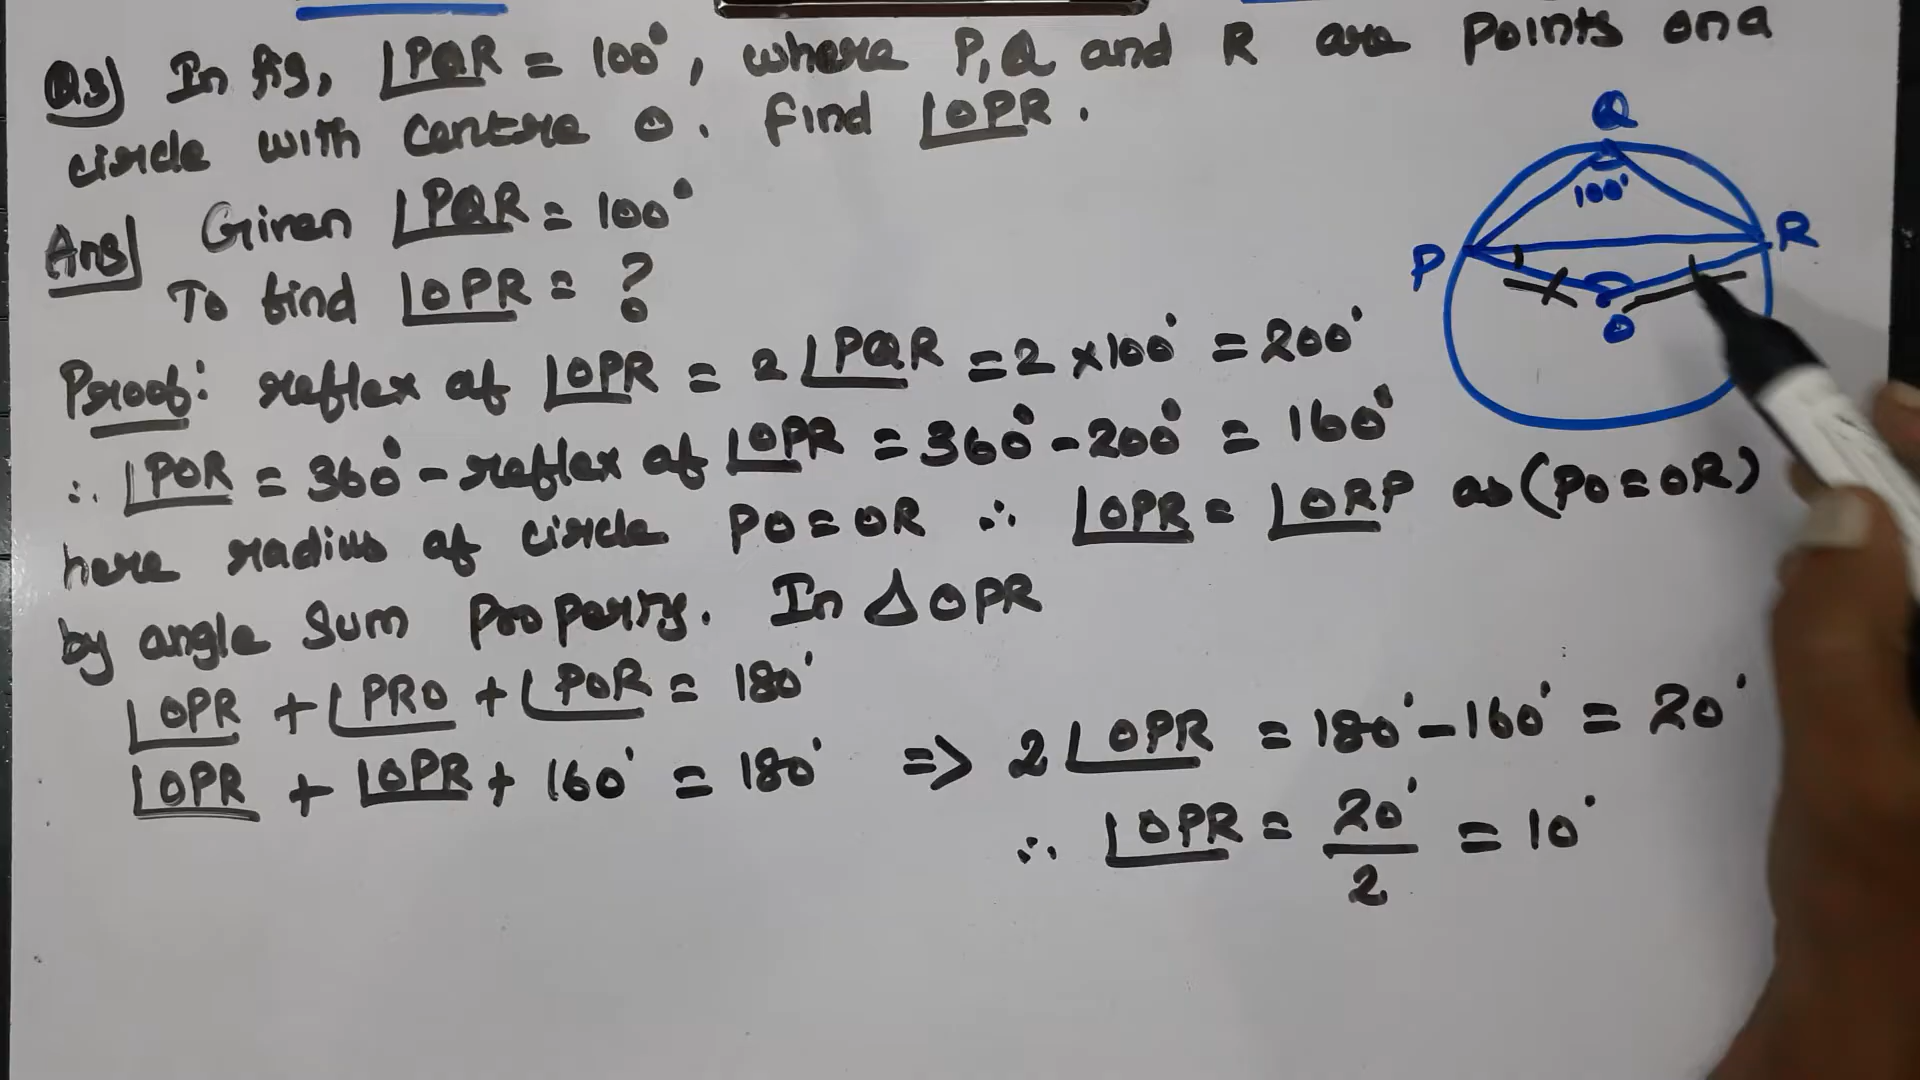 Q3) In fig, ∠PQR = 100°, where P, Q and R are points on a
circle with centre O. Find ∠OPR.
Ans) Given ∠PQR = 100°
To find ∠OPR = ?
Proof: reflex of ∠OPR = 2 ∠PQR = 2 × 100° = 200°
∴ ∠POR = 360° - reflex of ∠OPR = 360° - 200° = 160°
here radius of circle PO = OR ∴ ∠OPR = ∠ORP as (PO = OR)
by angle sum Property. In △OPR
∠OPR + ∠PRO + ∠POR = 180°
∠OPR + ∠OPR + 160° = 180° => 2 ∠OPR = 180° - 160° = 20°
∴ ∠OPR = 20°/2 = 10°
Q
100°
P
R
O